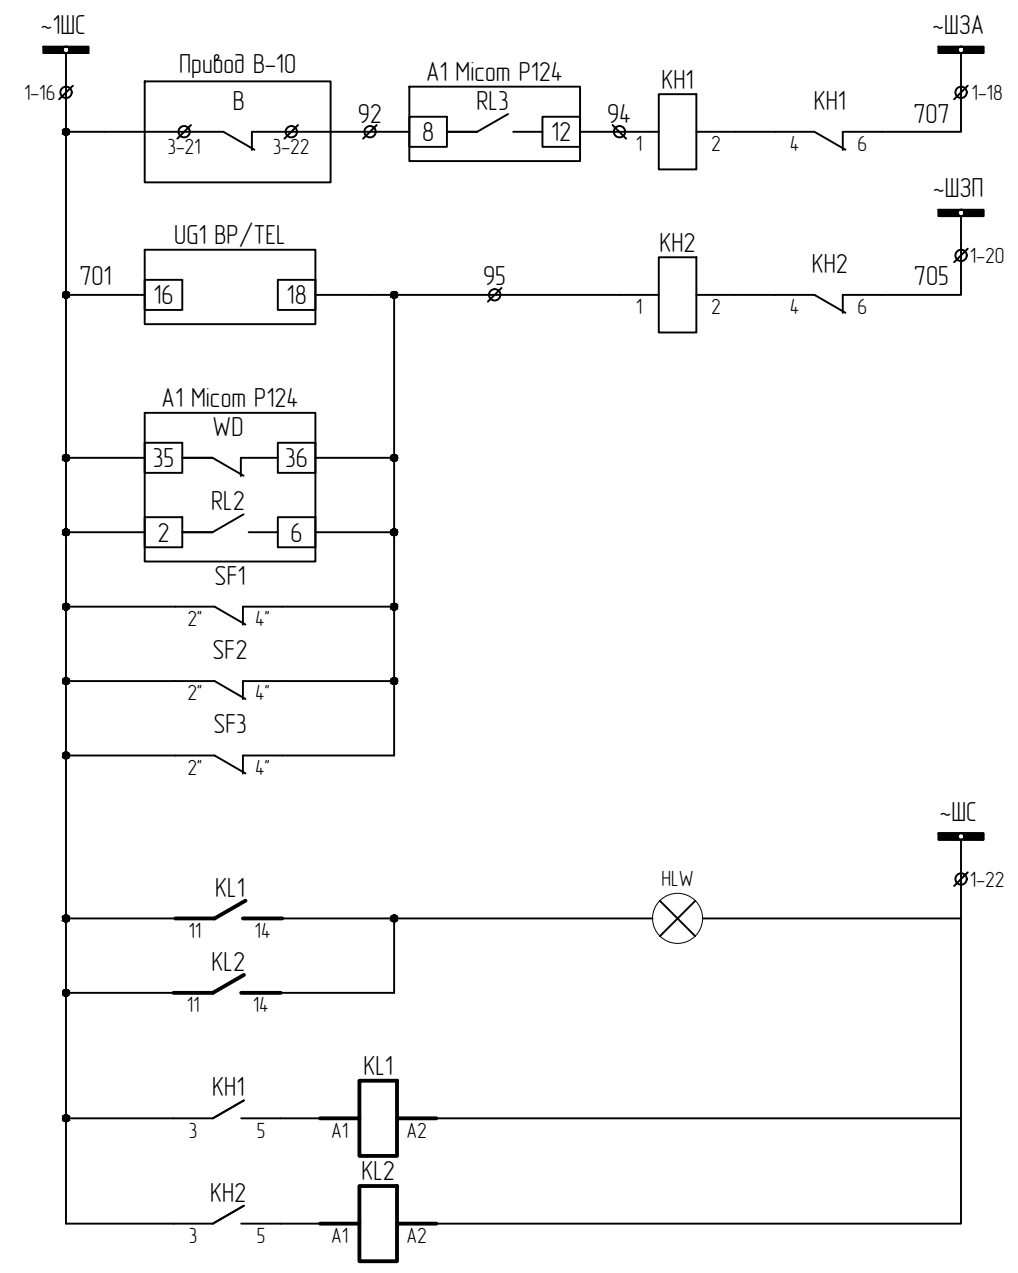 ~1ШС
~ШЗА
Привод В-10
A1 Micom P124
KH1
1-16
B
RL3
KH1
1-18
92
94
707
3-21
3-22
8
12
1
2
4
6
~ШЗП
UG1 BP/TEL
KH2
KH2
1-20
701
95
705
16
18
1
2
4
6
A1 Micom P124
WD
35
36
RL2
2
6
SF1
2"
4"
SF2
2"
4"
SF3
2"
4"
~ШС
KL1
HLW
1-22
11
14
KL2
11
14
KL1
KH1
3
5
A1
A2
KL2
KH2
3
5
A1
A2